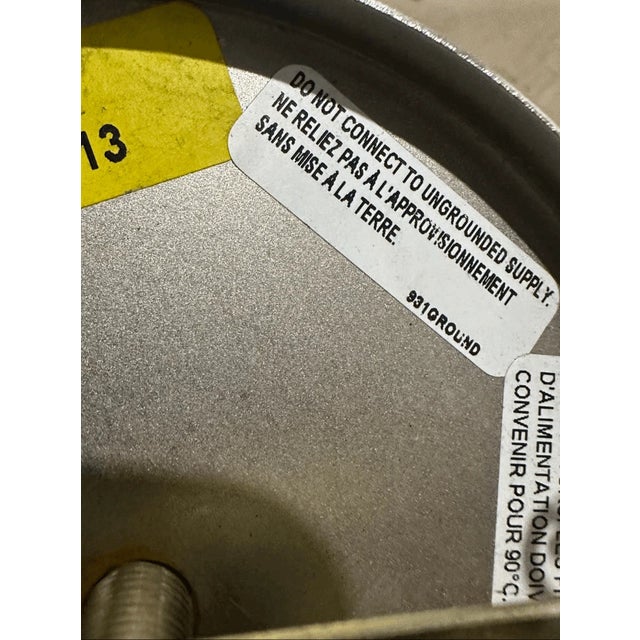 13
DO NOT CONNECT TO UNGROUNDED SUPPLY.
NE RELIEZ PAS À L'APPROVISIONNEMENT
SANS MISE À LA TERRE.
931GROUND
D'ALIMENTATION DOIV
CONVENIR POUR 90°C.